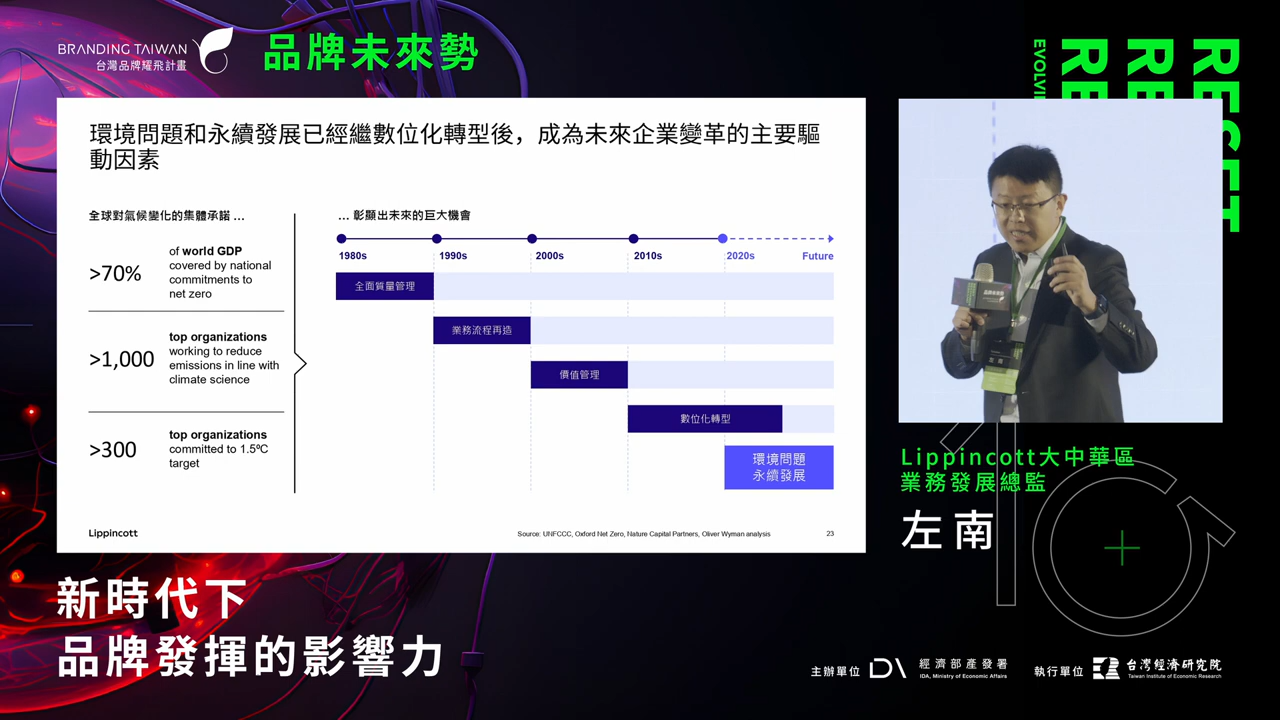 BRANDING TAIWAN
台灣品牌耀飛計畫
品牌未來勢
環境問題和永續發展已經繼數位化轉型後，成為未來企業變革的主要驅
動因素
全球對氣候變化的集體承諾 ...
>70%
of world GDP
covered by national
commitments to
net zero
>1,000
top organizations
working to reduce
emissions in line with
climate science
>300
top organizations
committed to 1.5ºC
target
... 彰顯出未來的巨大機會
1980s 1990s 2000s 2010s 2020s Future
全面質量管理
業務流程再造
價值管理
數位化轉型
環境問題
永續發展
Lippincott
Source: UNFCCC, Oxford Net Zero, Nature Capital Partners, Oliver Wyman analysis
23
RESET
品牌未來勢
Lippincott大中華區
業務發展總監
左南
新時代下
品牌發揮的影響力
主辦單位
經濟部產發署
IDA, Ministry of Economic Affairs
執行單位
台灣經濟研究院
Taiwan Institute of Economic Research